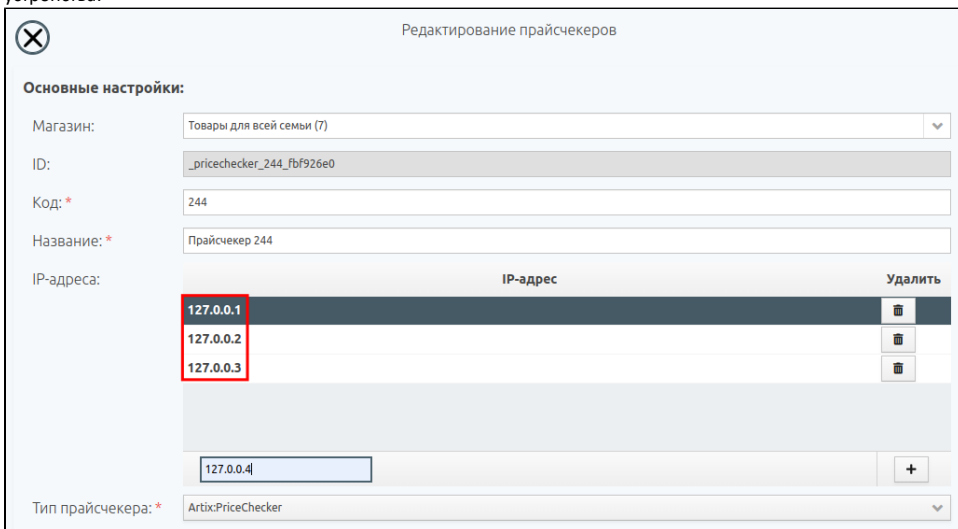 устройства.
Редактирование прайсчекеров
Основные настройки:
Магазин: Товары для всей семьи (7)
ID: _pricechecker_244_fbf926e0
Код: * 244
Название: * Прайсчекер 244
IP-адреса: IP-адрес Удалить
127.0.0.1
127.0.0.2
127.0.0.3
127.0.0.4
Тип прайсчекера: * Artix:PriceChecker